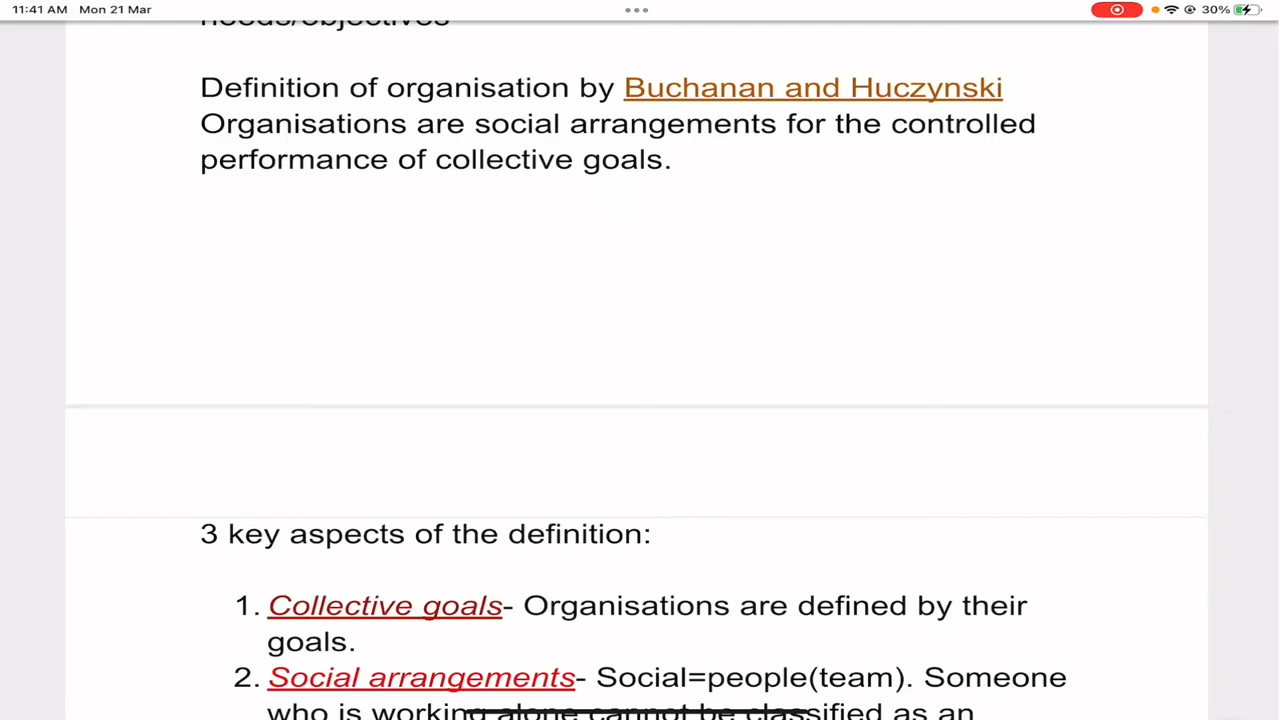 11:41 AM Mon 21 Mar
30%
needs/objectives
Definition of organisation by Buchanan and Huczynski
Organisations are social arrangements for the controlled
performance of collective goals.
3 key aspects of the definition:
1. Collective goals- Organisations are defined by their
goals.
2. Social arrangements- Social=people(team). Someone
who is working alone cannot be classified as an